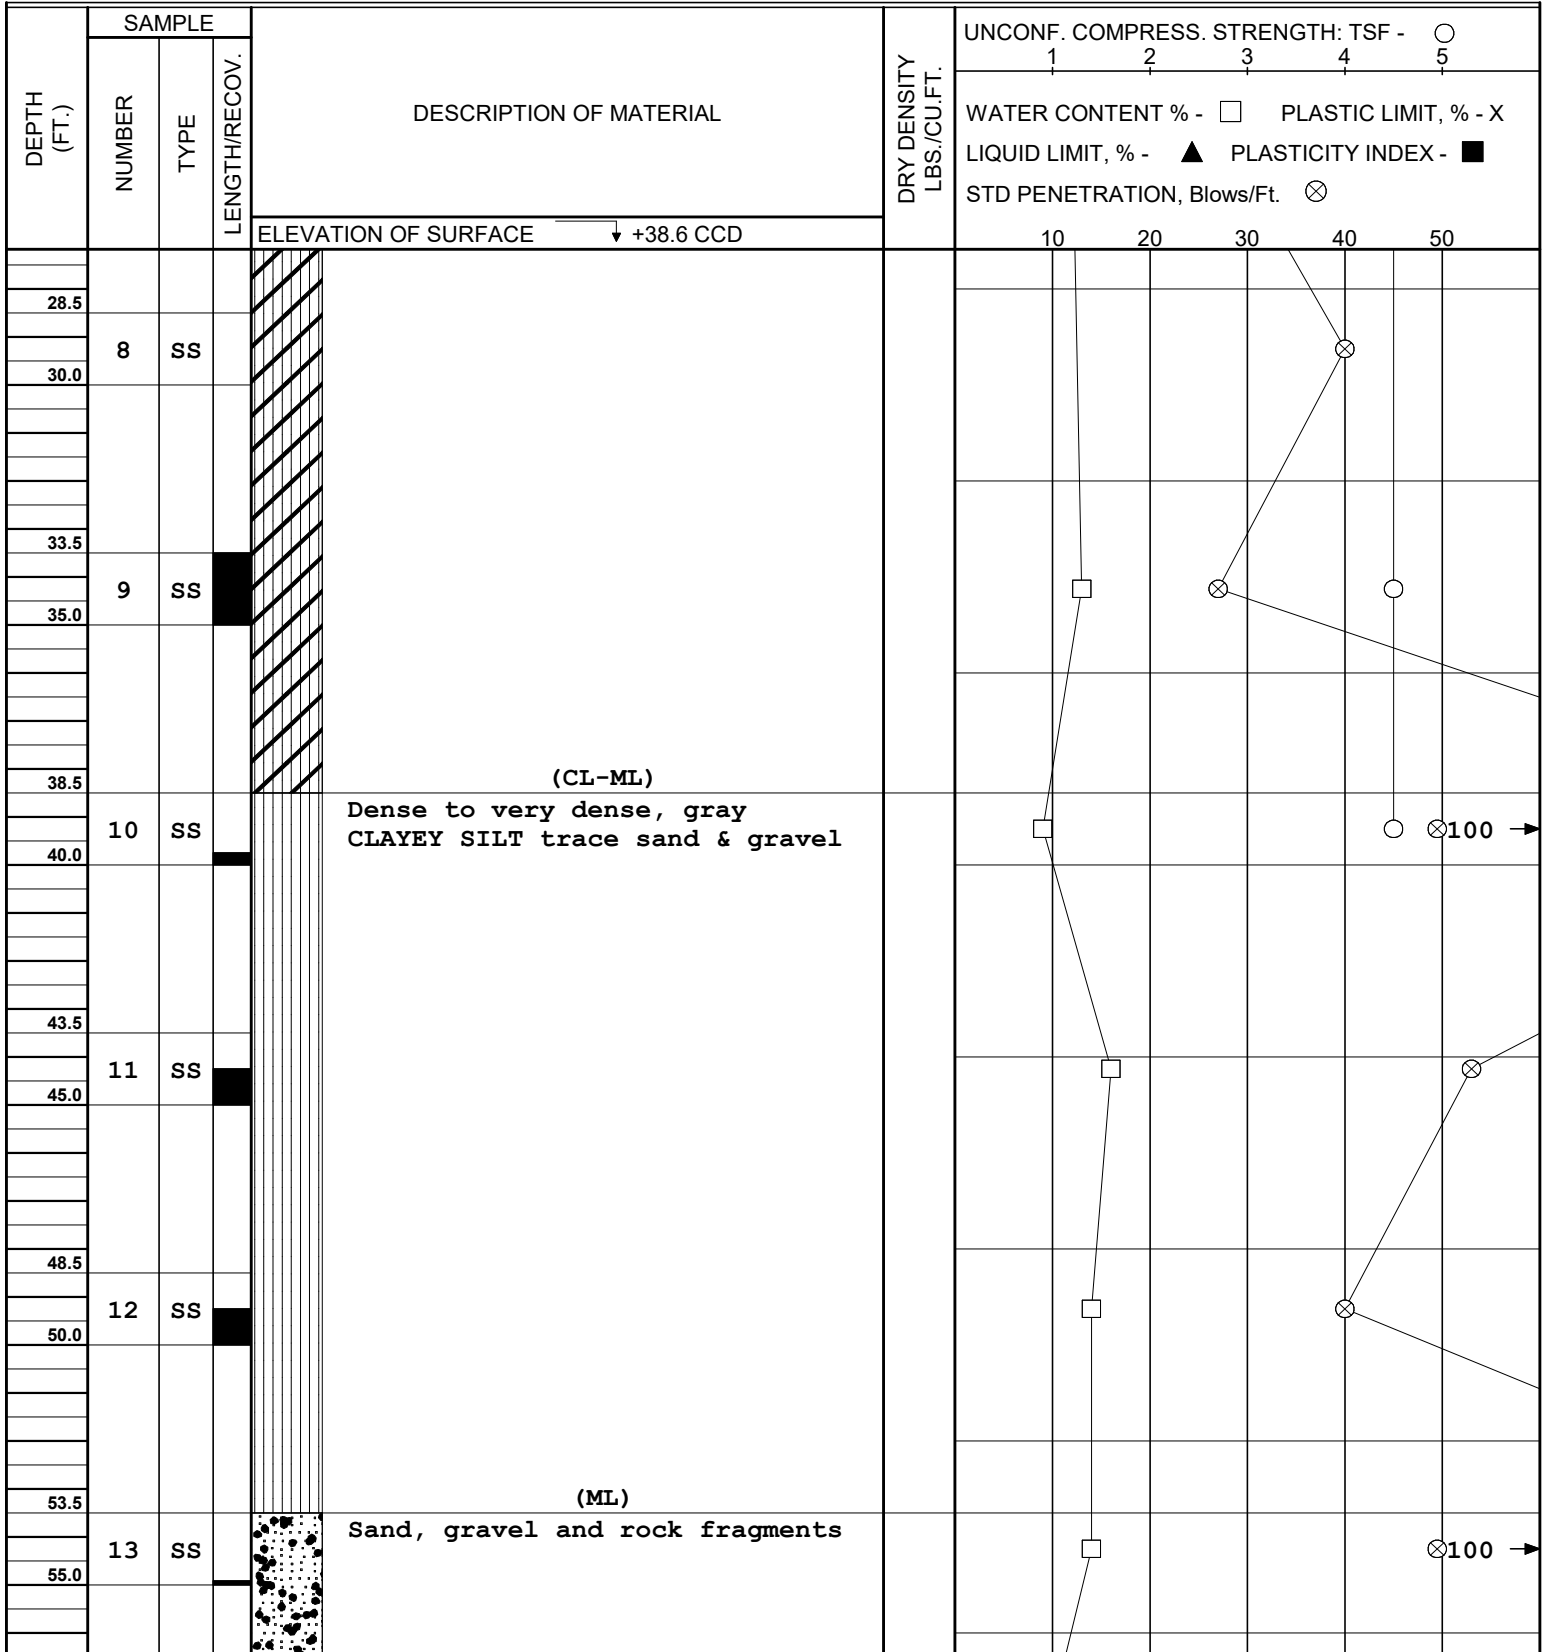 SAMPLE
DEPTH
(FT.)
NUMBER
TYPE
LENGTH/RECOV.
DESCRIPTION OF MATERIAL
ELEVATION OF SURFACE +38.6 CCD
DRY DENSITY
LBS./CU.FT.
UNCONF. COMPRESS. STRENGTH: TSF -
1 2 3 4 5
WATER CONTENT % - PLASTIC LIMIT, % - X
LIQUID LIMIT, % - PLASTICITY INDEX -
STD PENETRATION, Blows/Ft.
10 20 30 40 50
28.5
8 SS
30.0
33.5
9 SS
35.0
38.5
(CL-ML)
Dense to very dense, gray
CLAYEY SILT trace sand & gravel
10 SS
100
40.0
43.5
11 SS
45.0
48.5
12 SS
50.0
53.5
(ML)
Sand, gravel and rock fragments
13 SS
100
55.0